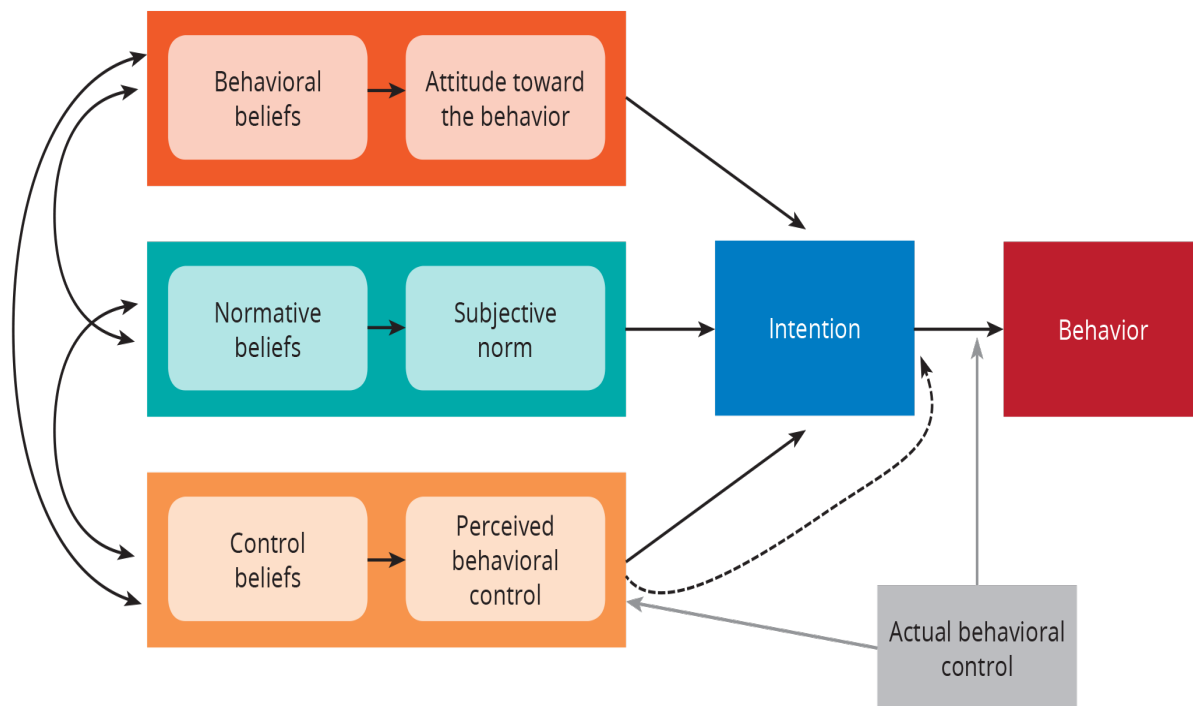 Behavioral
beliefs
Attitude toward
the behavior
Normative
beliefs
Subjective
norm
Intention
Behavior
Control
beliefs
Perceived
behavioral
control
Actual behavioral
control